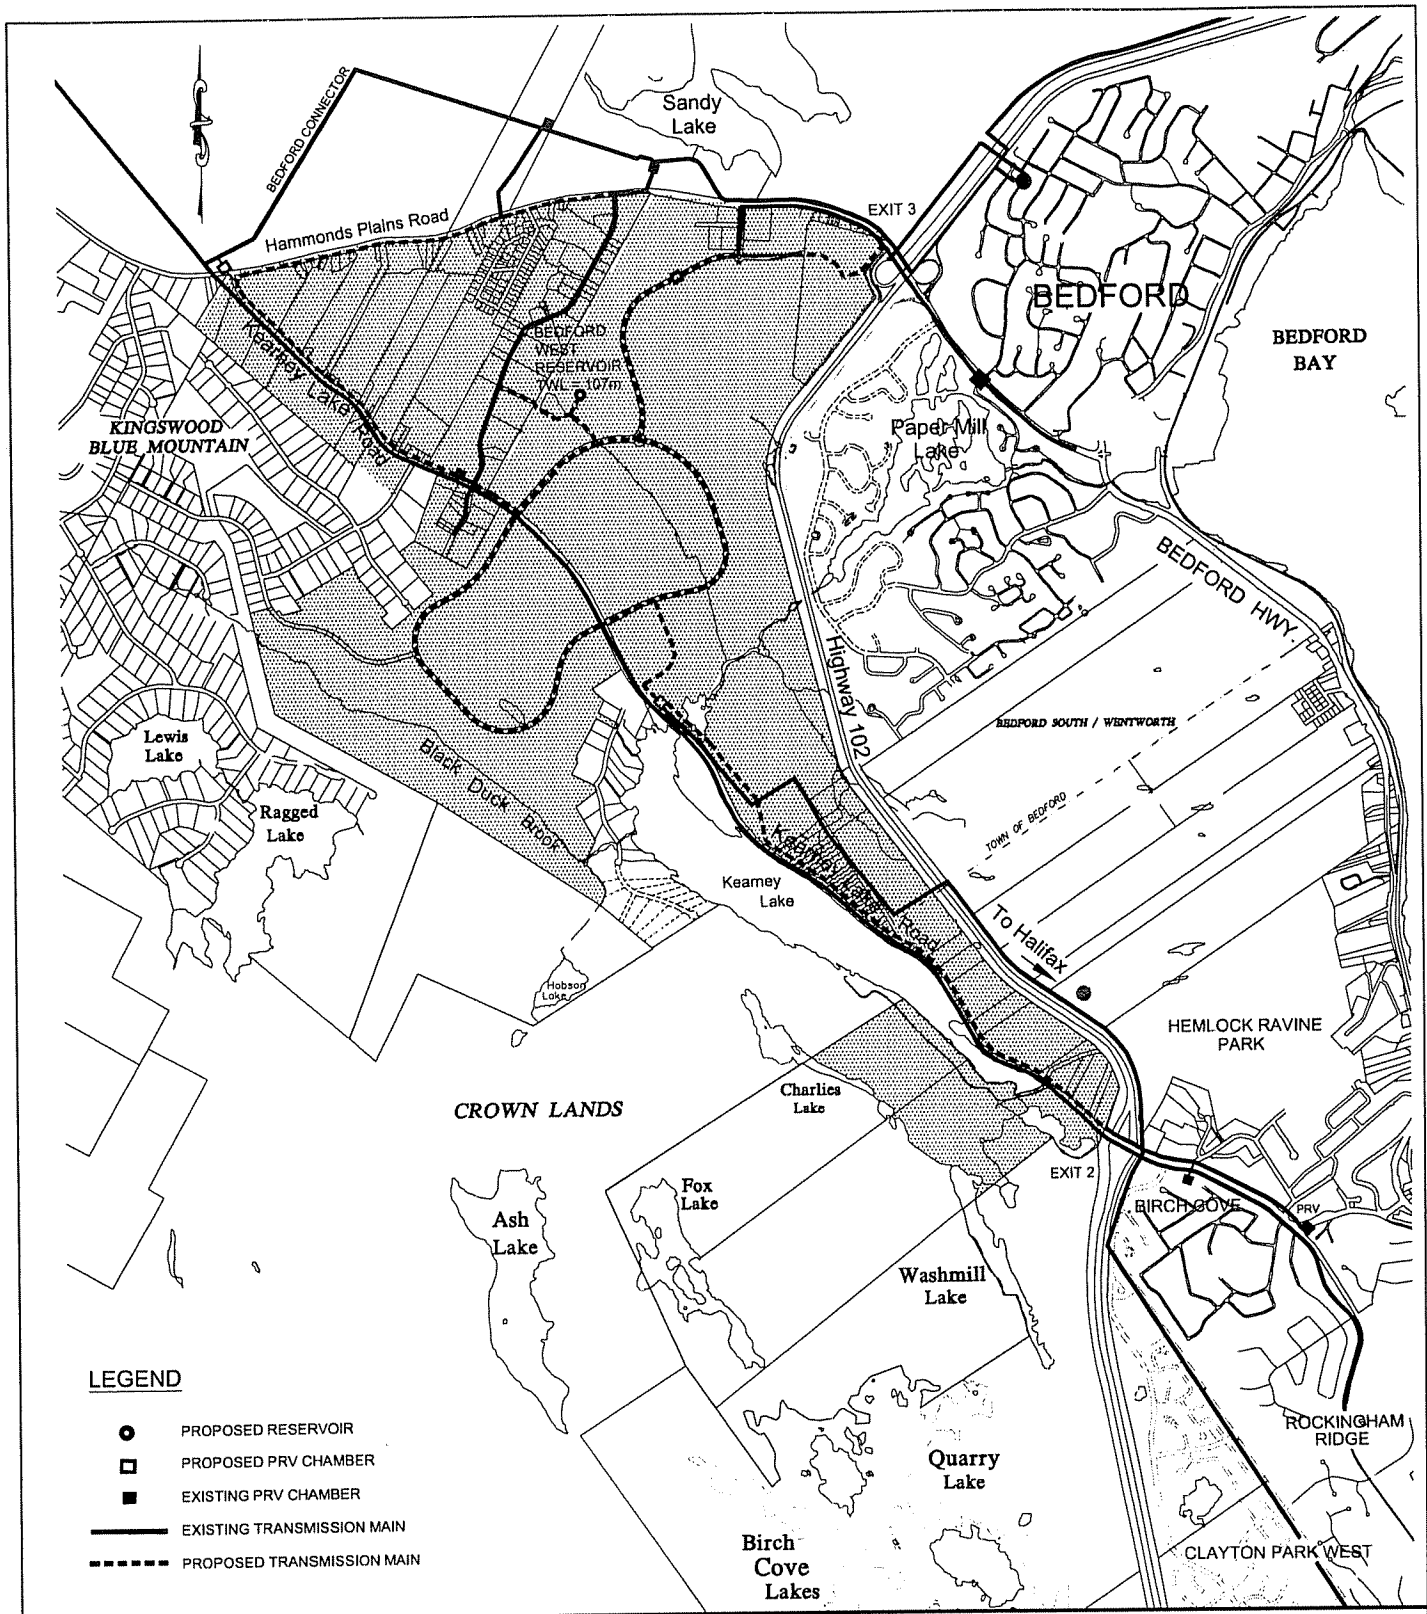 Sandy
Lake
BEDFORD CONNECTOR
Hammonds Plains Road
EXIT 3
BEDFORD
BEDFORD
BAY
BEDFORD
WEST
RESERVOIR
TWL = 107m
Kearney Lake Road
KINGSWOOD
BLUE MOUNTAIN
Paper Mill
Lake
BEDFORD HWY.
Highway 102
BEDFORD SOUTH / WENTWORTH
TOWN OF BEDFORD
Lewis
Lake
Ragged
Lake
Black Duck Brook
Kearney Lake Road
Kearney
Lake
To Halifax
Hobson
Lake
HEMLOCK RAVINE
PARK
Charlies
Lake
CROWN LANDS
EXIT 2
Fox
Lake
Ash
Lake
BIRCH COVE
PRV
Washmill
Lake
LEGEND
PROPOSED RESERVOIR
PROPOSED PRV CHAMBER
EXISTING PRV CHAMBER
EXISTING TRANSMISSION MAIN
PROPOSED TRANSMISSION MAIN
ROCKINGHAM
RIDGE
Quarry
Lake
Birch
Cove
Lakes
CLAYTON PARK WEST